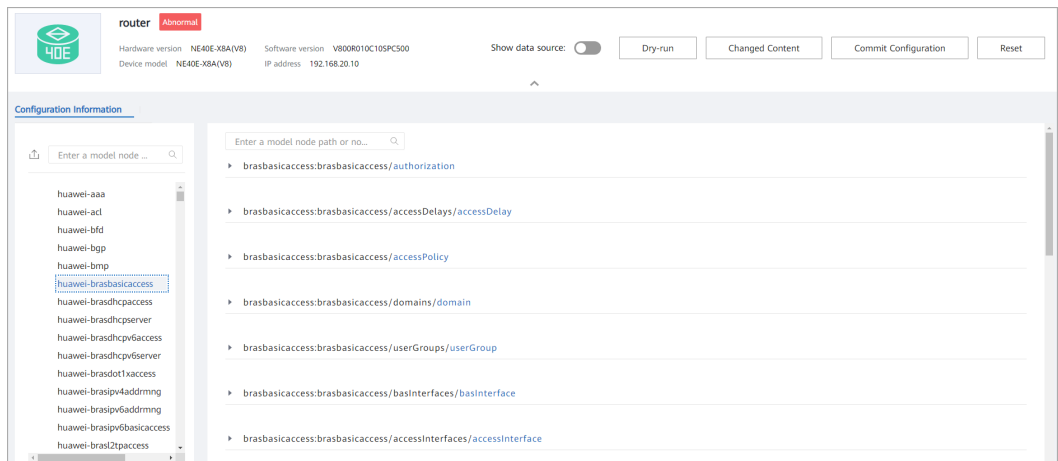 router Abnormal
40E
Hardware version NE40E-X8A(V8) Software version V800R010C10SPC500
Device model NE40E-X8A(V8) IP address 192.168.20.10
Show data source: Dry-run Changed Content Commit Configuration Reset
Configuration Information
Enter a model node ...
huawei-aaa
huawei-acl
huawei-bfd
huawei-bgp
huawei-bmp
huawei-brasbasicaccess
huawei-brasdhcpaccess
huawei-brasdhcpserver
huawei-brasdhcpv6access
huawei-brasdhcpv6server
huawei-brasdot1xaccess
huawei-brasipv4addrmng
huawei-brasipv6addrmng
huawei-brasipv6basicaccess
huawei-brasl2tpaccess
Enter a model node path or no...
brasbasicaccess:brasbasicaccess/authorization
brasbasicaccess:brasbasicaccess/accessDelays/accessDelay
brasbasicaccess:brasbasicaccess/accessPolicy
brasbasicaccess:brasbasicaccess/domains/domain
brasbasicaccess:brasbasicaccess/userGroups/userGroup
brasbasicaccess:brasbasicaccess/basInterfaces/basInterface
brasbasicaccess:brasbasicaccess/accessInterfaces/accessInterface